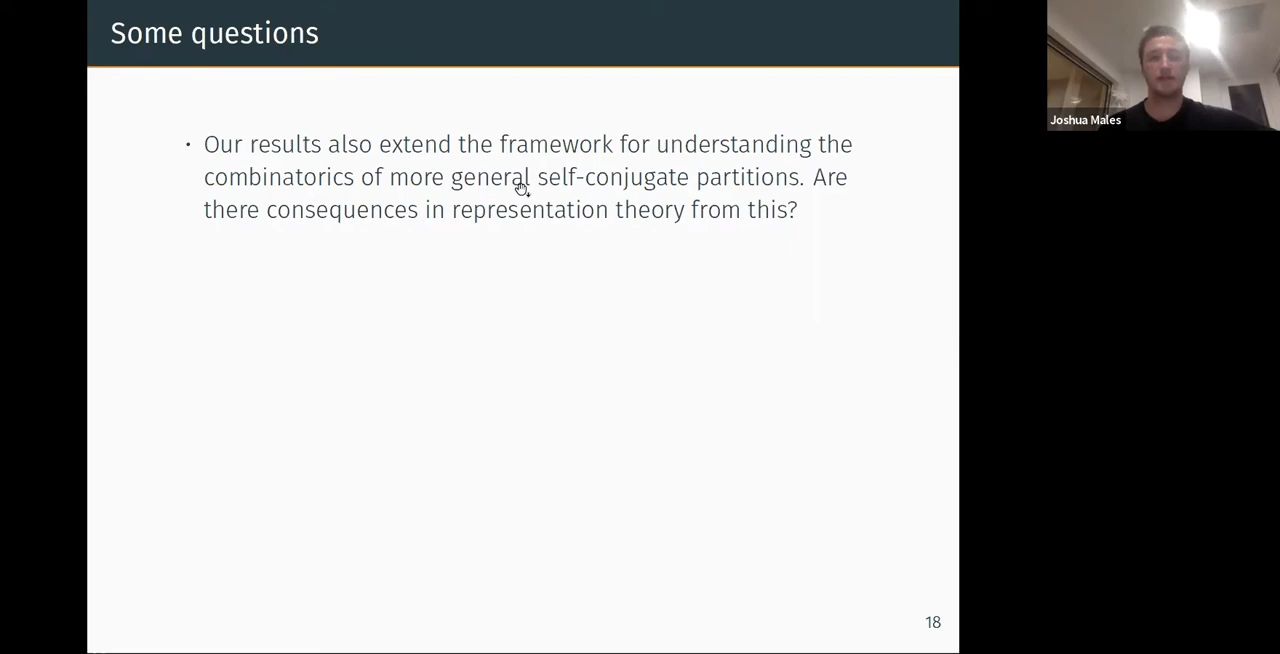 Some questions
Joshua Males
• Our results also extend the framework for understanding the
combinatorics of more general self-conjugate partitions. Are
there consequences in representation theory from this?
18